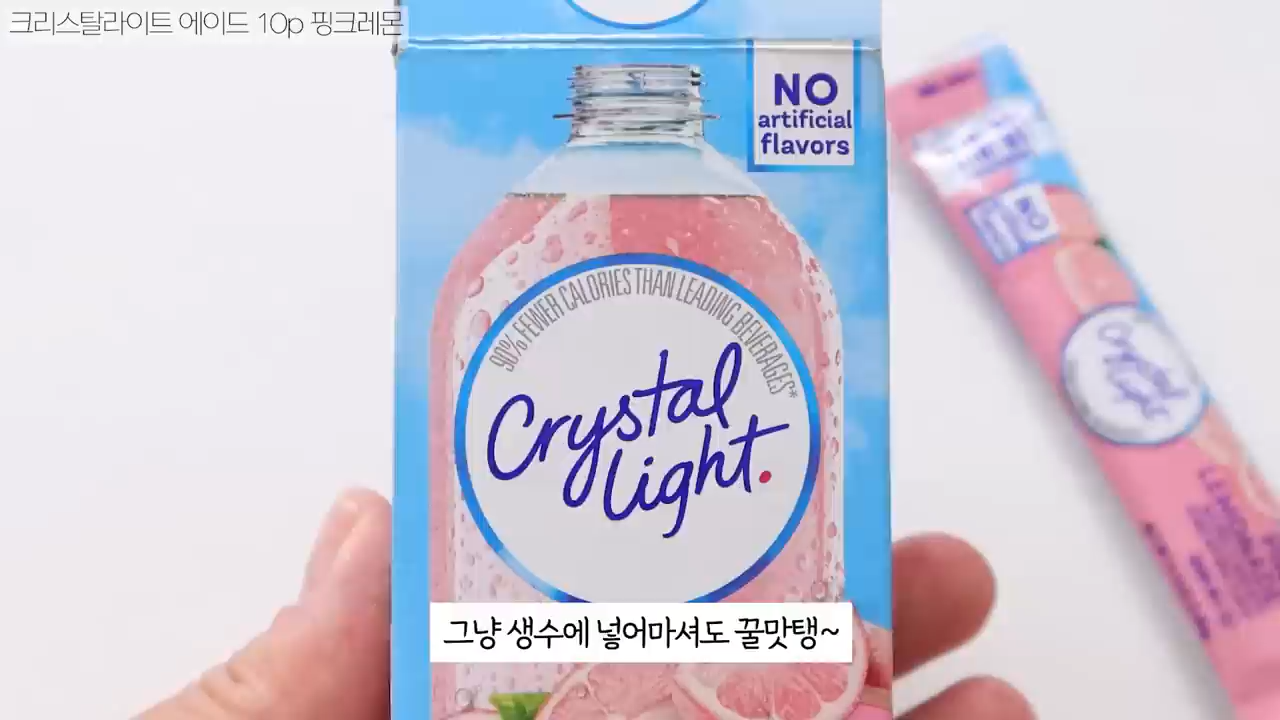 크리스탈라이트 에이드 10p 핑크레몬
NO
artificial
flavors
90% FEWER CALORIES THAN LEADING BEVERAGES*
Crystal
light.
그냥 생수에 넣어마셔도 꿀맛탱~